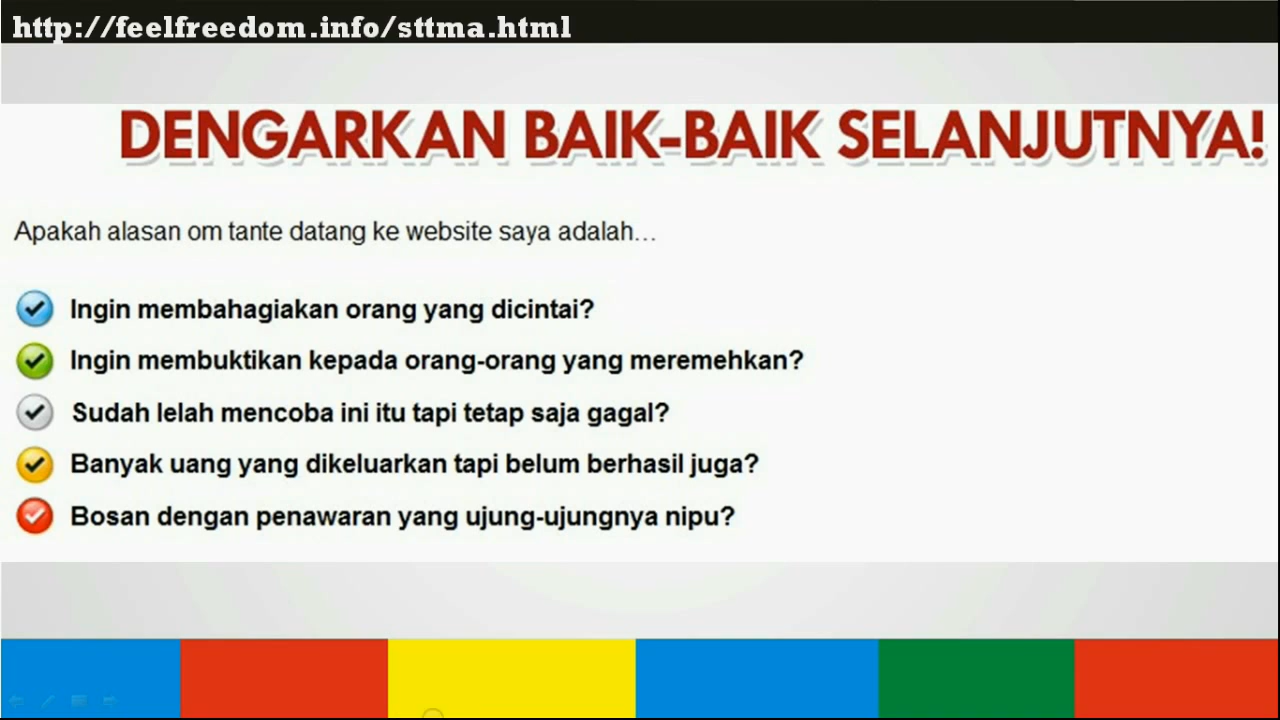 http://feelfreedom.info/sttma.html
DENGARKAN BAIK-BAIK SELANJUTNYA!
Apakah alasan om tante datang ke website saya adalah…
Ingin membahagiakan orang yang dicintai?
Ingin membuktikan kepada orang-orang yang meremehkan?
Sudah lelah mencoba ini itu tapi tetap saja gagal?
Banyak uang yang dikeluarkan tapi belum berhasil juga?
Bosan dengan penawaran yang ujung-ujungnya nipu?